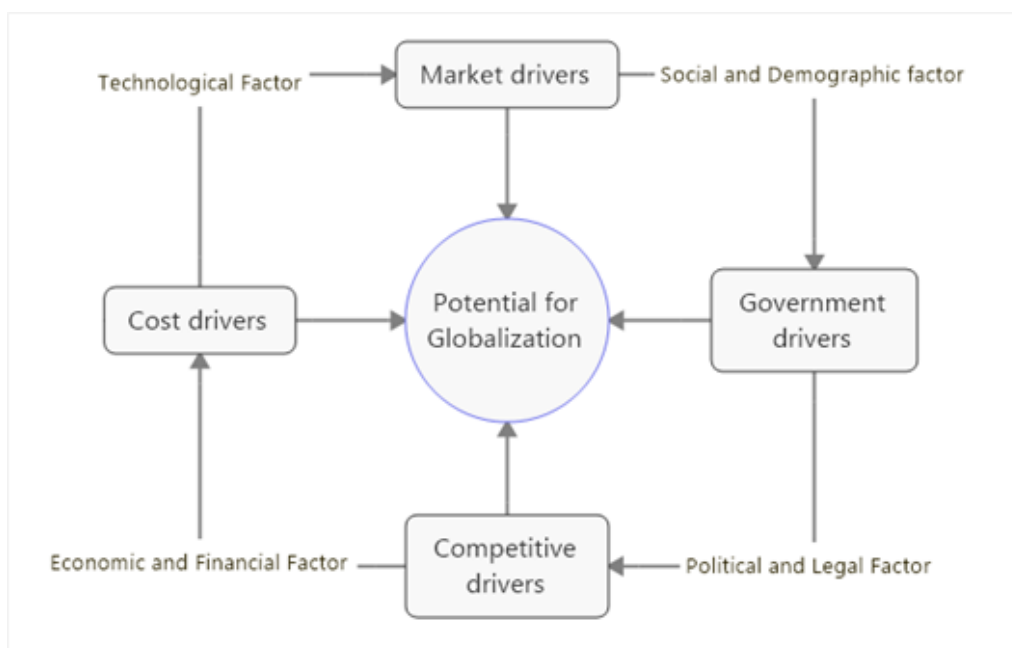 Technological Factor
Market drivers
Social and Demographic factor
Cost drivers
Potential for
Globalization
Government
drivers
Economic and Financial Factor
Competitive
drivers
Political and Legal Factor